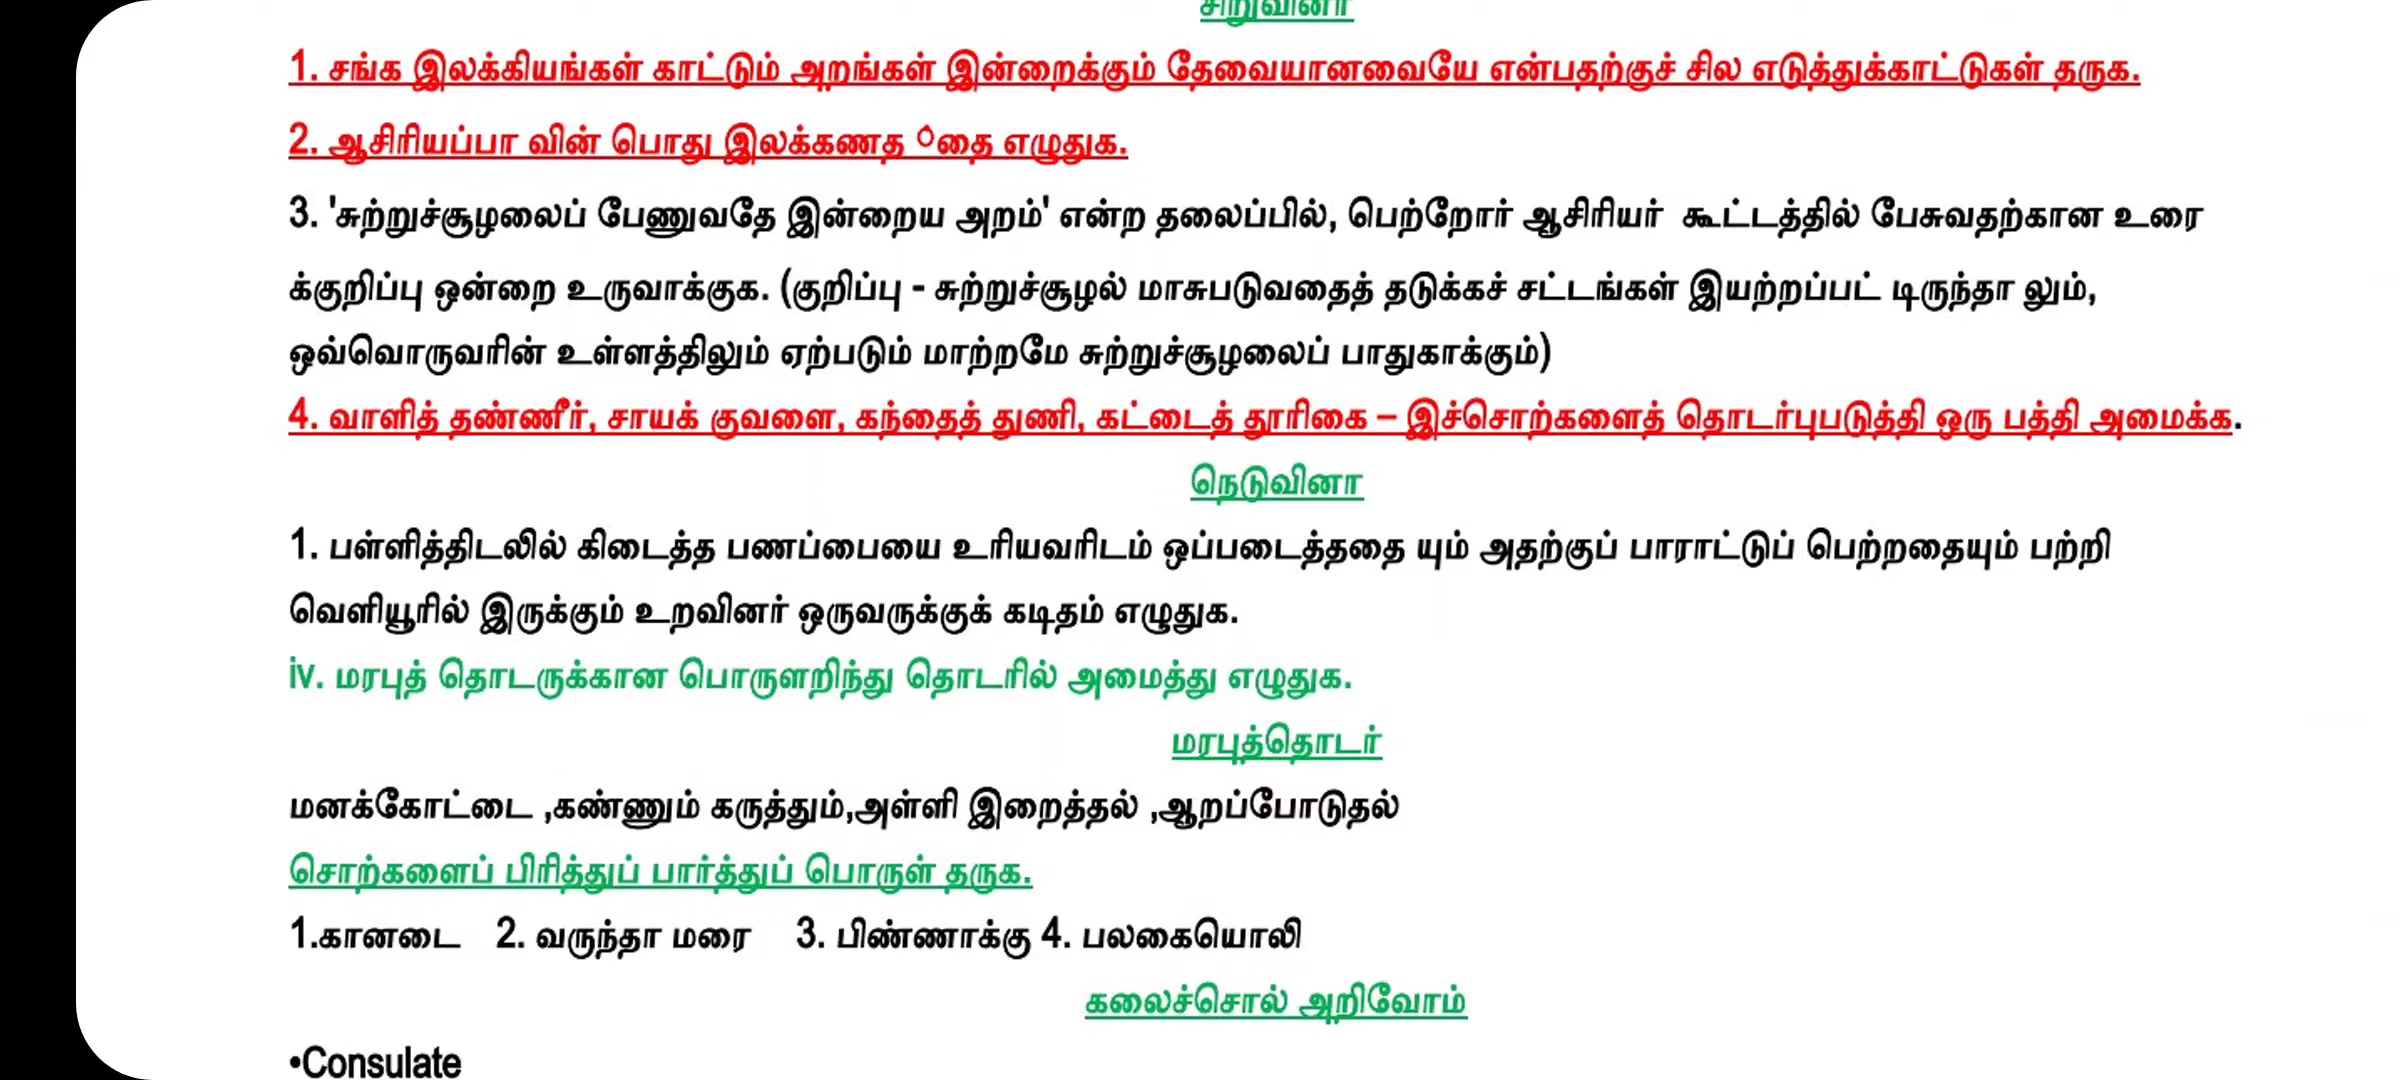 சிறுவினா
1. சங்க இலக்கியங்கள் காட்டும் அறங்கள் இன்றைக்கும் தேவையானவையே என்பதற்குச் சில எடுத்துக்காட்டுகள் தருக.
2. ஆசிரியப்பா வின் பொது இலக்கணத ்தை எழுதுக.
3. 'சுற்றுச்சூழலைப் பேணுவதே இன்றைய அறம்' என்ற தலைப்பில், பெற்றோர் ஆசிரியர் கூட்டத்தில் பேசுவதற்கான உரை
க்குறிப்பு ஒன்றை உருவாக்குக. (குறிப்பு - சுற்றுச்சூழல் மாசுபடுவதைத் தடுக்கச் சட்டங்கள் இயற்றப்பட் டிருந்தா லும்,
ஒவ்வொருவரின் உள்ளத்திலும் ஏற்படும் மாற்றமே சுற்றுச்சூழலைப் பாதுகாக்கும்)
4. வாளித் தண்ணீர், சாயக் குவளை, கந்தைத் துணி, கட்டைத் தூரிகை – இச்சொற்களைத் தொடர்புபடுத்தி ஒரு பத்தி அமைக்க.
நெடுவினா
1. பள்ளித்திடலில் கிடைத்த பணப்பையை உரியவரிடம் ஒப்படைத்ததை யும் அதற்குப் பாராட்டுப் பெற்றதையும் பற்றி
வெளியூரில் இருக்கும் உறவினர் ஒருவருக்குக் கடிதம் எழுதுக.
iv. மரபுத் தொடருக்கான பொருளறிந்து தொடரில் அமைத்து எழுதுக.
மரபுத்தொடர்
மனக்கோட்டை ,கண்ணும் கருத்தும்,அள்ளி இறைத்தல் ,ஆறப்போடுதல்
சொற்களைப் பிரித்துப் பார்த்துப் பொருள் தருக.
1.கானடை 2. வருந்தா மரை 3. பிண்ணாக்கு 4. பலகையொலி
கலைச்சொல் அறிவோம்
•Consulate